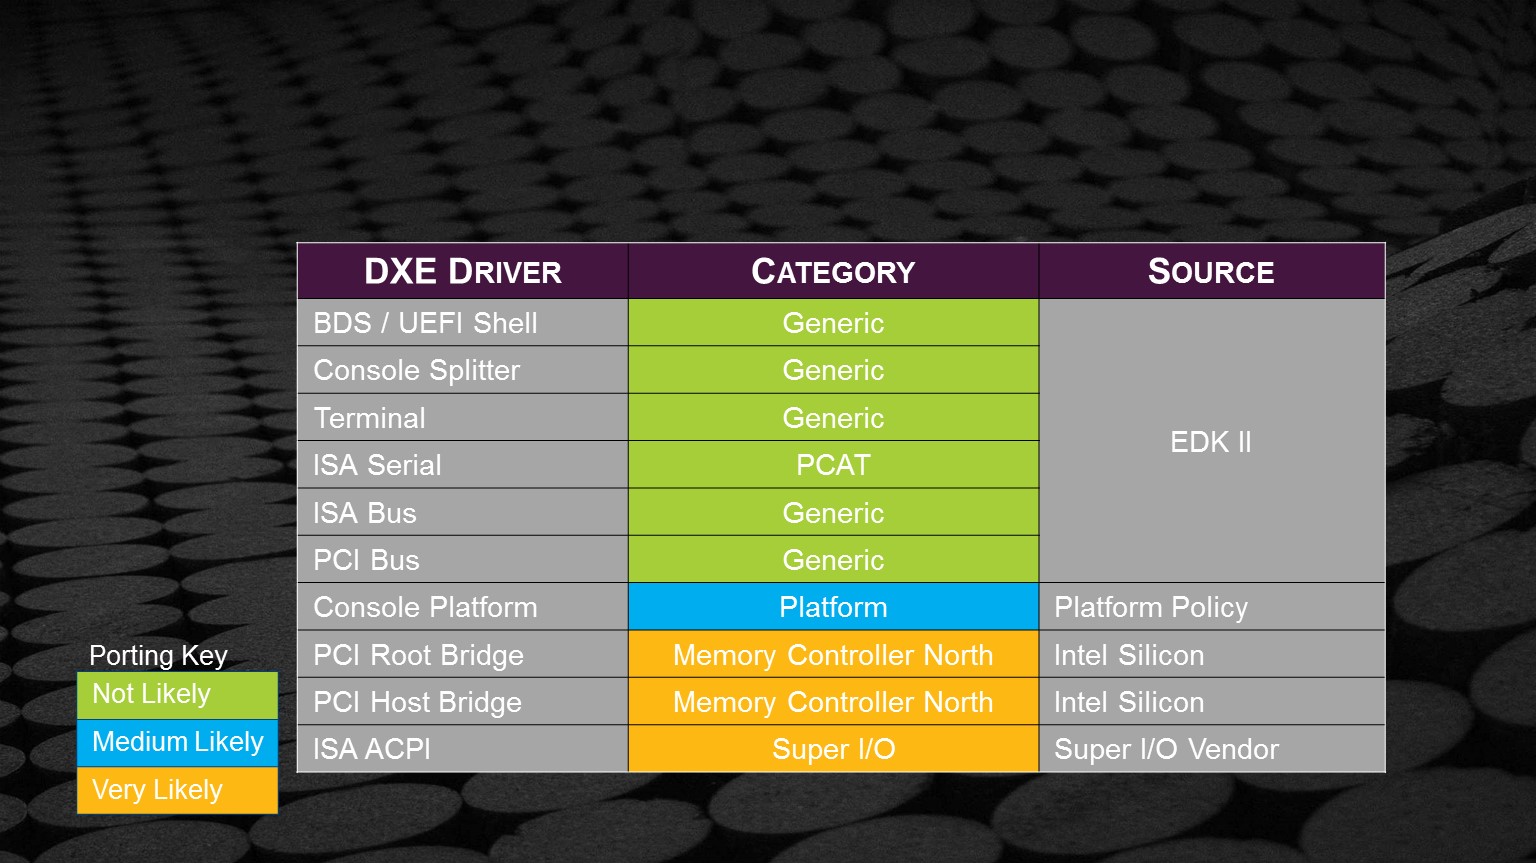 DXE DRIVER CATEGORY SOURCE
BDS / UEFI Shell Generic
Console Splitter Generic
Terminal Generic
EDK II
ISA Serial PCAT
ISA Bus Generic
PCI Bus Generic
Console Platform Platform Platform Policy
PCI Root Bridge Memory Controller North Intel Silicon
PCI Host Bridge Memory Controller North Intel Silicon
ISA ACPI Super I/O Super I/O Vendor
Porting Key
Not Likely
Medium Likely
Very Likely